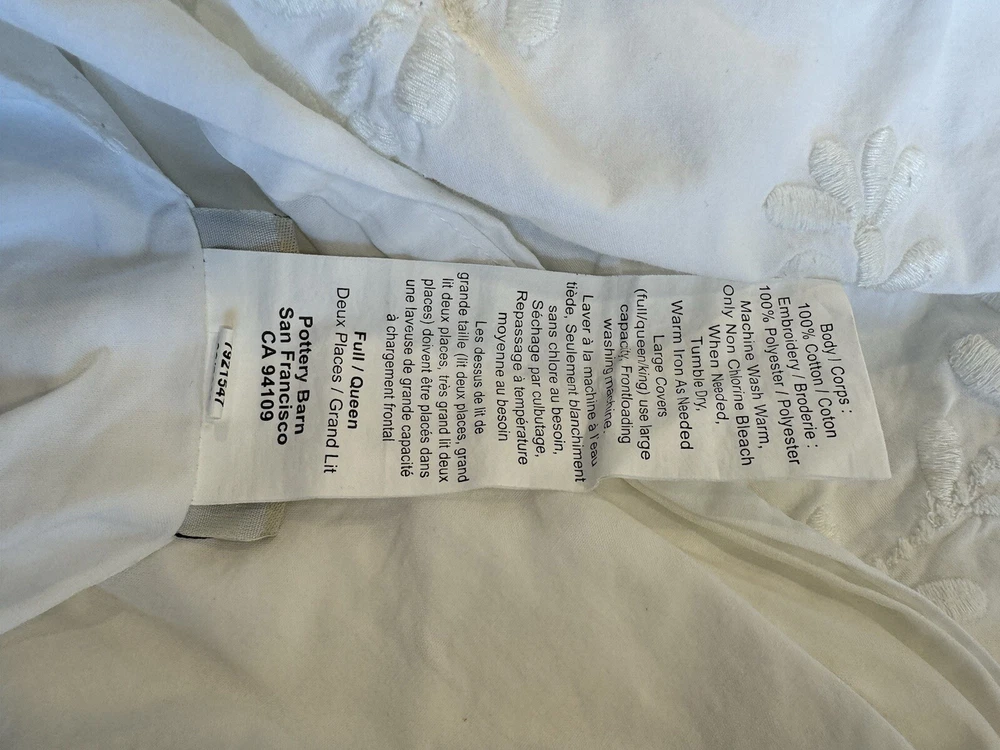 Body / Corps :
100% Cotton / Coton
Embroidery / Broderie :
100% Polyester / Polyester
Machine Wash Warm,
Only Non Chlorine Bleach
When Needed,
Tumble Dry,
Warm Iron As Needed
Large Covers
(full/queen/king) use large
capacity, Frontloading
washing machine.
Laver à la machine à l'eau
tiède, Seulement blanchiment
sans chlore au besoin,
Séchage par culbutage,
Repassage à température
moyenne au besoin
Les dessus de lit de
grande taille (lit deux places, grand
lit deux places, très grand lit deux
places) doivent être placés dans
une laveuse de grande capacité
à chargement frontal
Full / Queen
Deux Places / Grand Lit
Pottery Barn
San Francisco
CA 94109
7921547